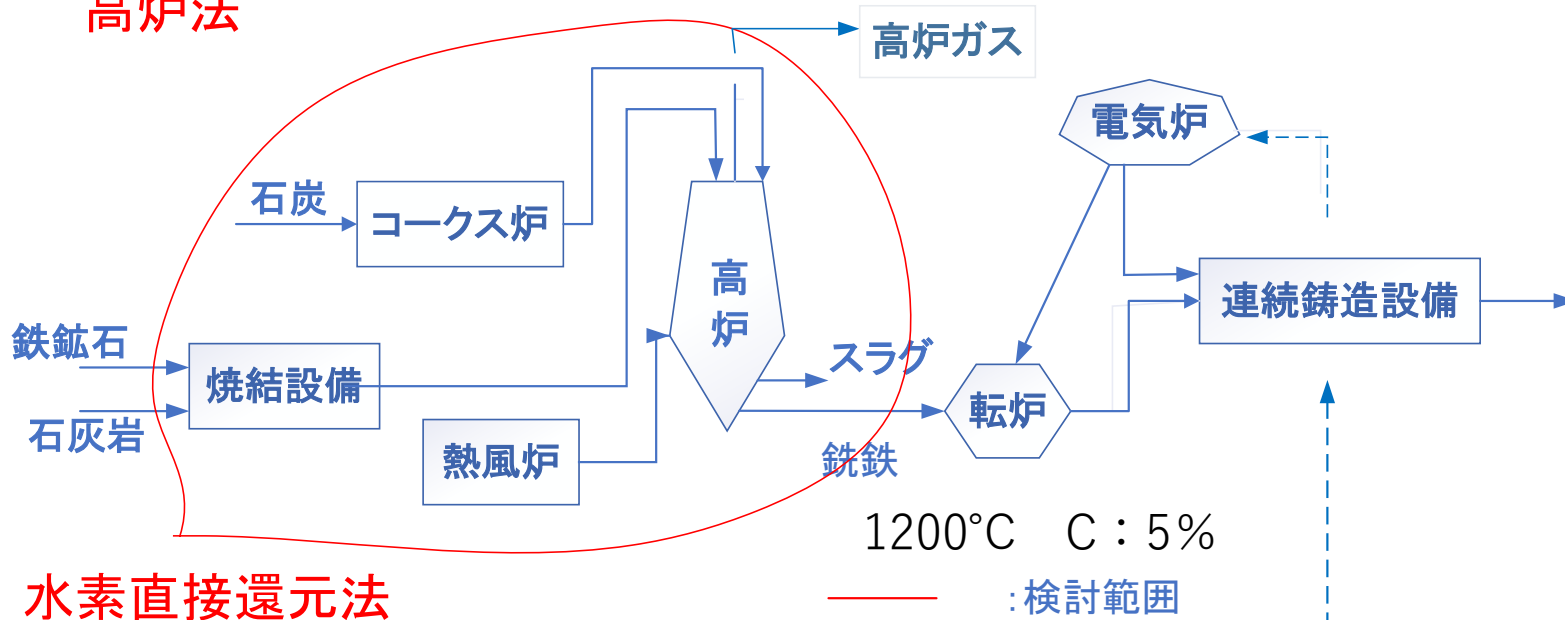 高炉法
高炉ガス
電気炉
石炭
コークス炉
高
炉
連続鋳造設備
鉄鉱石
焼結設備
スラグ
転炉
石灰岩
熱風炉
銑鉄
1200℃　C：5％
水素直接還元法
:検討範囲